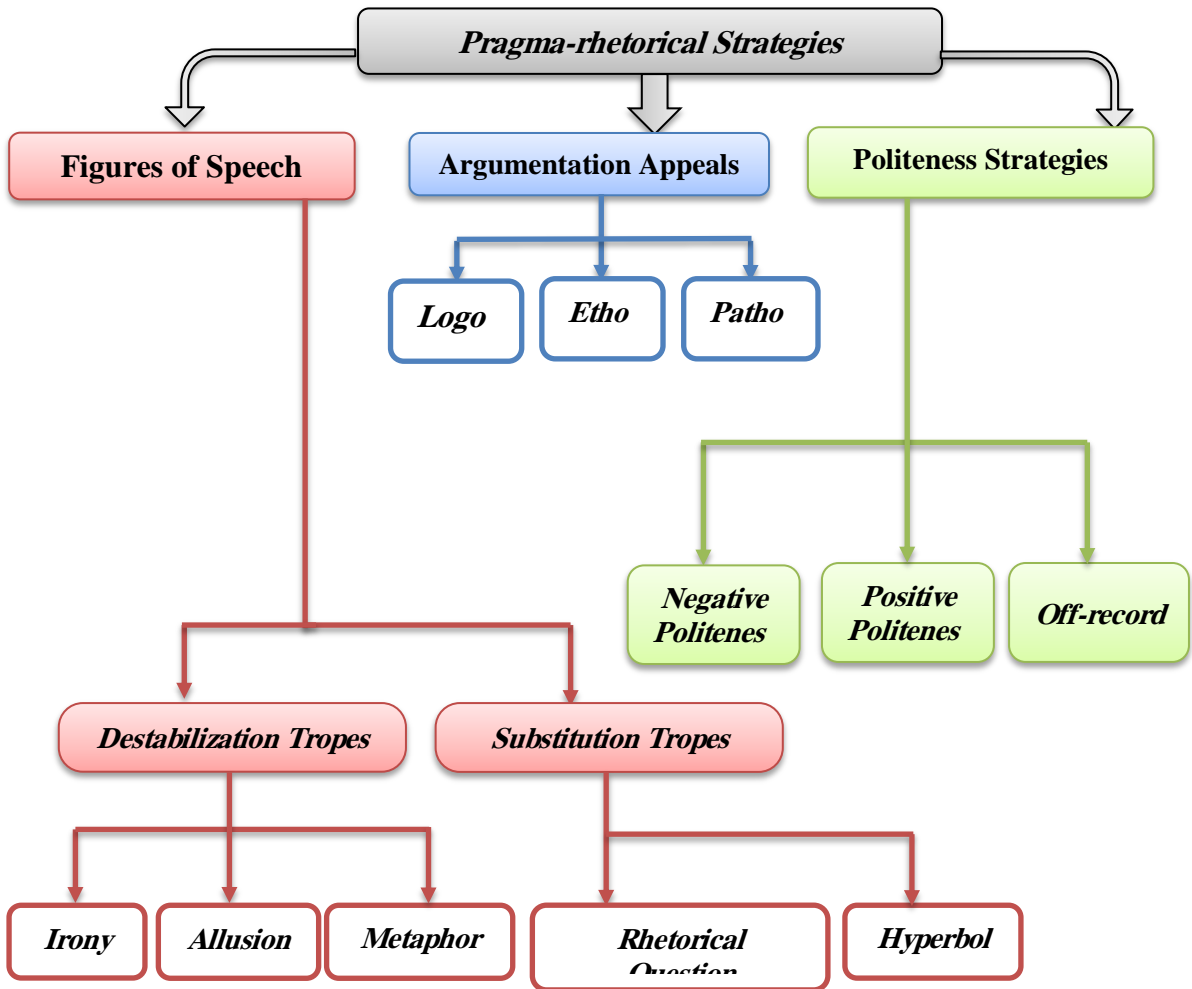 Pragma-rhetorical Strategies
Figures of Speech
Argumentation Appeals
Politeness Strategies
Logo
Etho
Patho
Negative
Politenes
Positive
Politenes
Off-record
Destabilization Tropes
Substitution Tropes
Irony
Allusion
Metaphor
Rhetorical
Question
Hyperbol